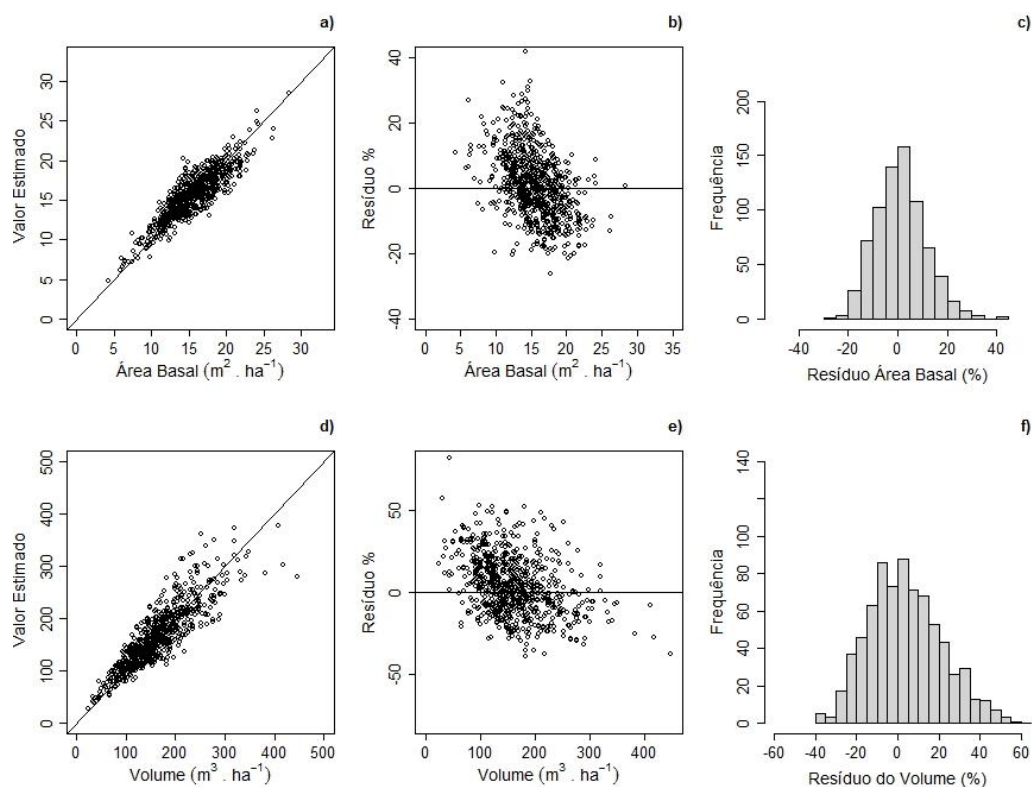 a)
Valor Estimado
30
25
20
15
10
5
0
0 5 10 15 20 25 30
Área Basal (m² . ha⁻¹)
b)
Resíduo %
40
20
0
-20
-40
0 5 10 15 20 25 30 35
Área Basal (m² . ha⁻¹)
c)
Frequência
200
150
100
50
0
-40 -20 0 20 40
Resíduo Área Basal (%)
d)
Valor Estimado
500
400
300
200
100
0
0 100 200 300 400 500
Volume (m³ . ha⁻¹)
e)
Resíduo %
50
0
-50
0 100 200 300 400
Volume (m³ . ha⁻¹)
f)
Frequência
140
100
80
60
40
20
0
-60 -40 -20 0 20 40 60
Resíduo do Volume (%)